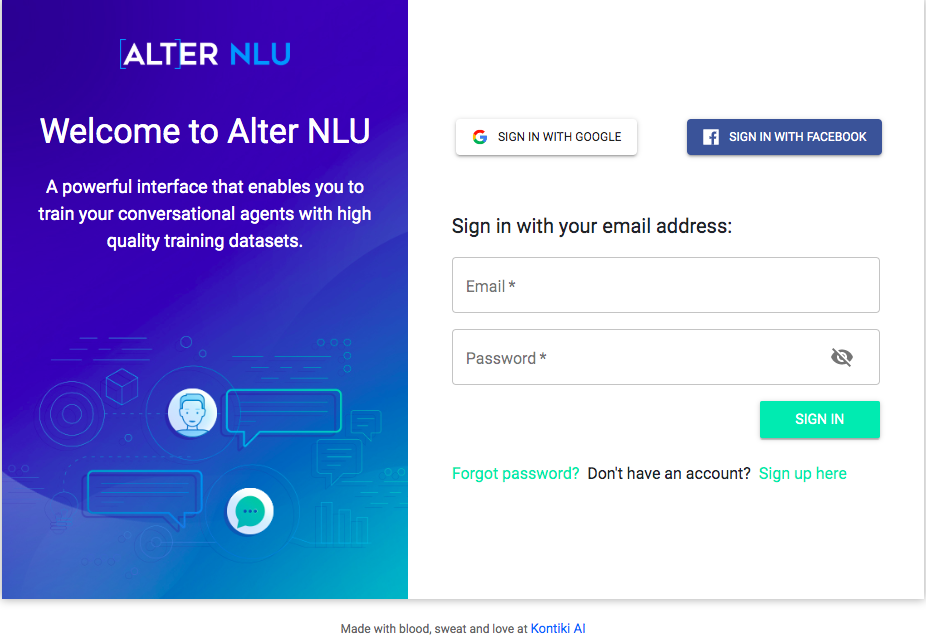 [ALT]ER NLU
Welcome to Alter NLU
A powerful interface that enables you to
train your conversational agents with high
quality training datasets.
SIGN IN WITH GOOGLE
SIGN IN WITH FACEBOOK
Sign in with your email address:
Email *
Password *
SIGN IN
Forgot password? Don't have an account? Sign up here
Made with blood, sweat and love at Kontiki AI